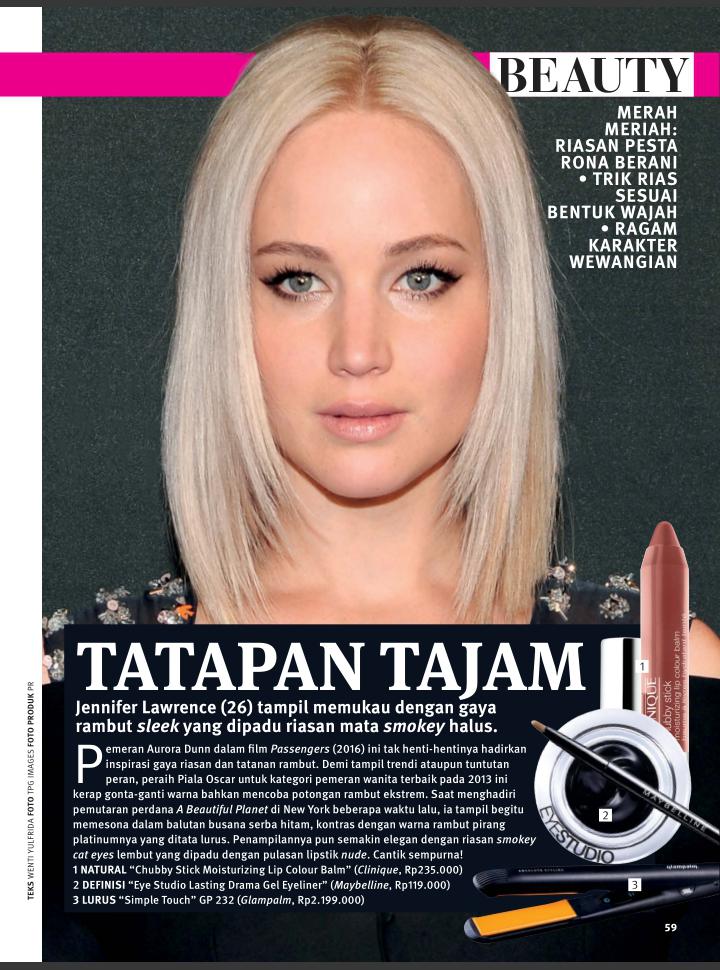 BEAUTY
MERAH
MERIAH:
RIASAN PESTA
RONA BERANI
• TRIK RIAS
SESUAI
BENTUK WAJAH
• RAGAM
KARAKTER
WEWANGIAN
TATAPAN TAJAM
Jennifer Lawrence (26) tampil memukau dengan gaya
rambut sleek yang dipadu riasan mata smokey halus.
Pemeran Aurora Dunn dalam film Passengers (2016) ini tak henti-hentinya hadirkan
inspirasi gaya riasan dan tatanan rambut. Demi tampil trendi ataupun tuntutan
peran, peraih Piala Oscar untuk kategori pemeran wanita terbaik pada 2013 ini
kerap gonta-ganti warna bahkan mencoba potongan rambut ekstrem. Saat menghadiri
pemutaran perdana A Beautiful Planet di New York beberapa waktu lalu, ia tampil begitu
memesona dalam balutan busana serba hitam, kontras dengan warna rambut pirang
platinumnya yang ditata lurus. Penampilannya pun semakin elegan dengan riasan smokey
cat eyes lembut yang dipadu dengan pulasan lipstik nude. Cantik sempurna!
1 NATURAL “Chubby Stick Moisturizing Lip Colour Balm” (Clinique, Rp235.000)
2 DEFINISI “Eye Studio Lasting Drama Gel Eyeliner” (Maybelline, Rp119.000)
3 LURUS “Simple Touch” GP 232 (Glampalm, Rp2.199.000)
TEKS WENTI YULFRIDA FOTO TPG IMAGES FOTO PRODUK PR
1
NIQUE
ubby stick
moisturizing lip colour balm
2
MAYBELLINE
EYE·STUDIO
3
glampalm
59